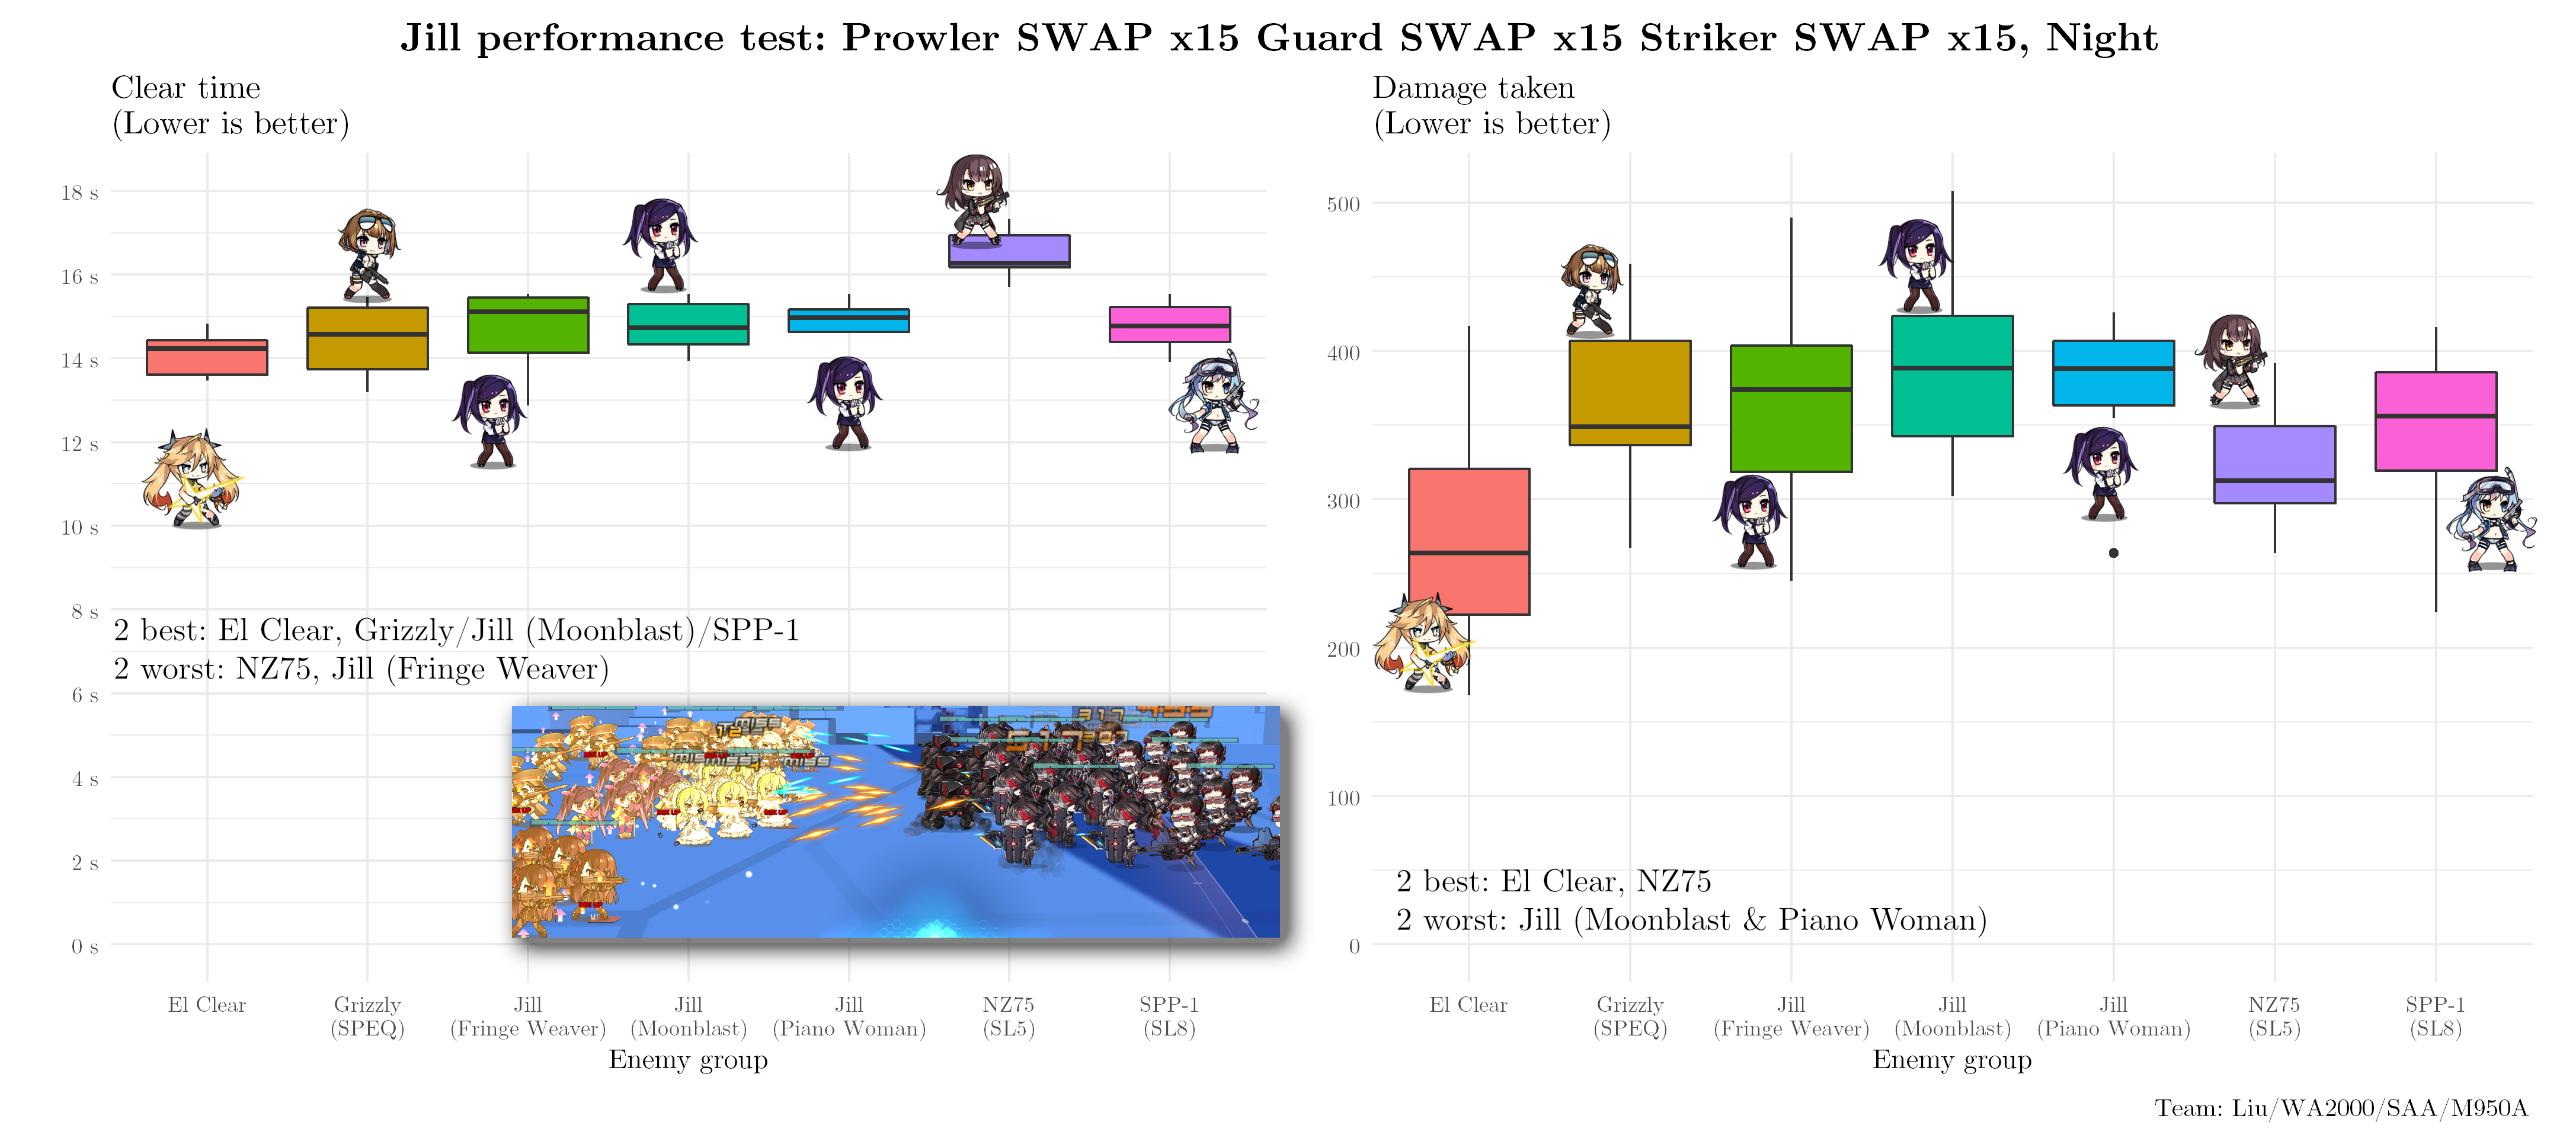 Jill performance test: Prowler SWAP x15 Guard SWAP x15 Striker SWAP x15, Night
Clear time
(Lower is better)
18 s
16 s
14 s
12 s
10 s
8 s
6 s
4 s
2 s
0 s
2 best: El Clear, Grizzly/Jill (Moonblast)/SPP-1
2 worst: NZ75, Jill (Fringe Weaver)
El Clear
Grizzly
(SPEQ)
Jill
(Fringe Weaver)
Jill
(Moonblast)
Jill
(Piano Woman)
NZ75
(SL5)
SPP-1
(SL8)
Enemy group
Damage taken
(Lower is better)
500
400
300
200
100
0
2 best: El Clear, NZ75
2 worst: Jill (Moonblast & Piano Woman)
El Clear
Grizzly
(SPEQ)
Jill
(Fringe Weaver)
Jill
(Moonblast)
Jill
(Piano Woman)
NZ75
(SL5)
SPP-1
(SL8)
Enemy group
Team: Liu/WA2000/SAA/M950A